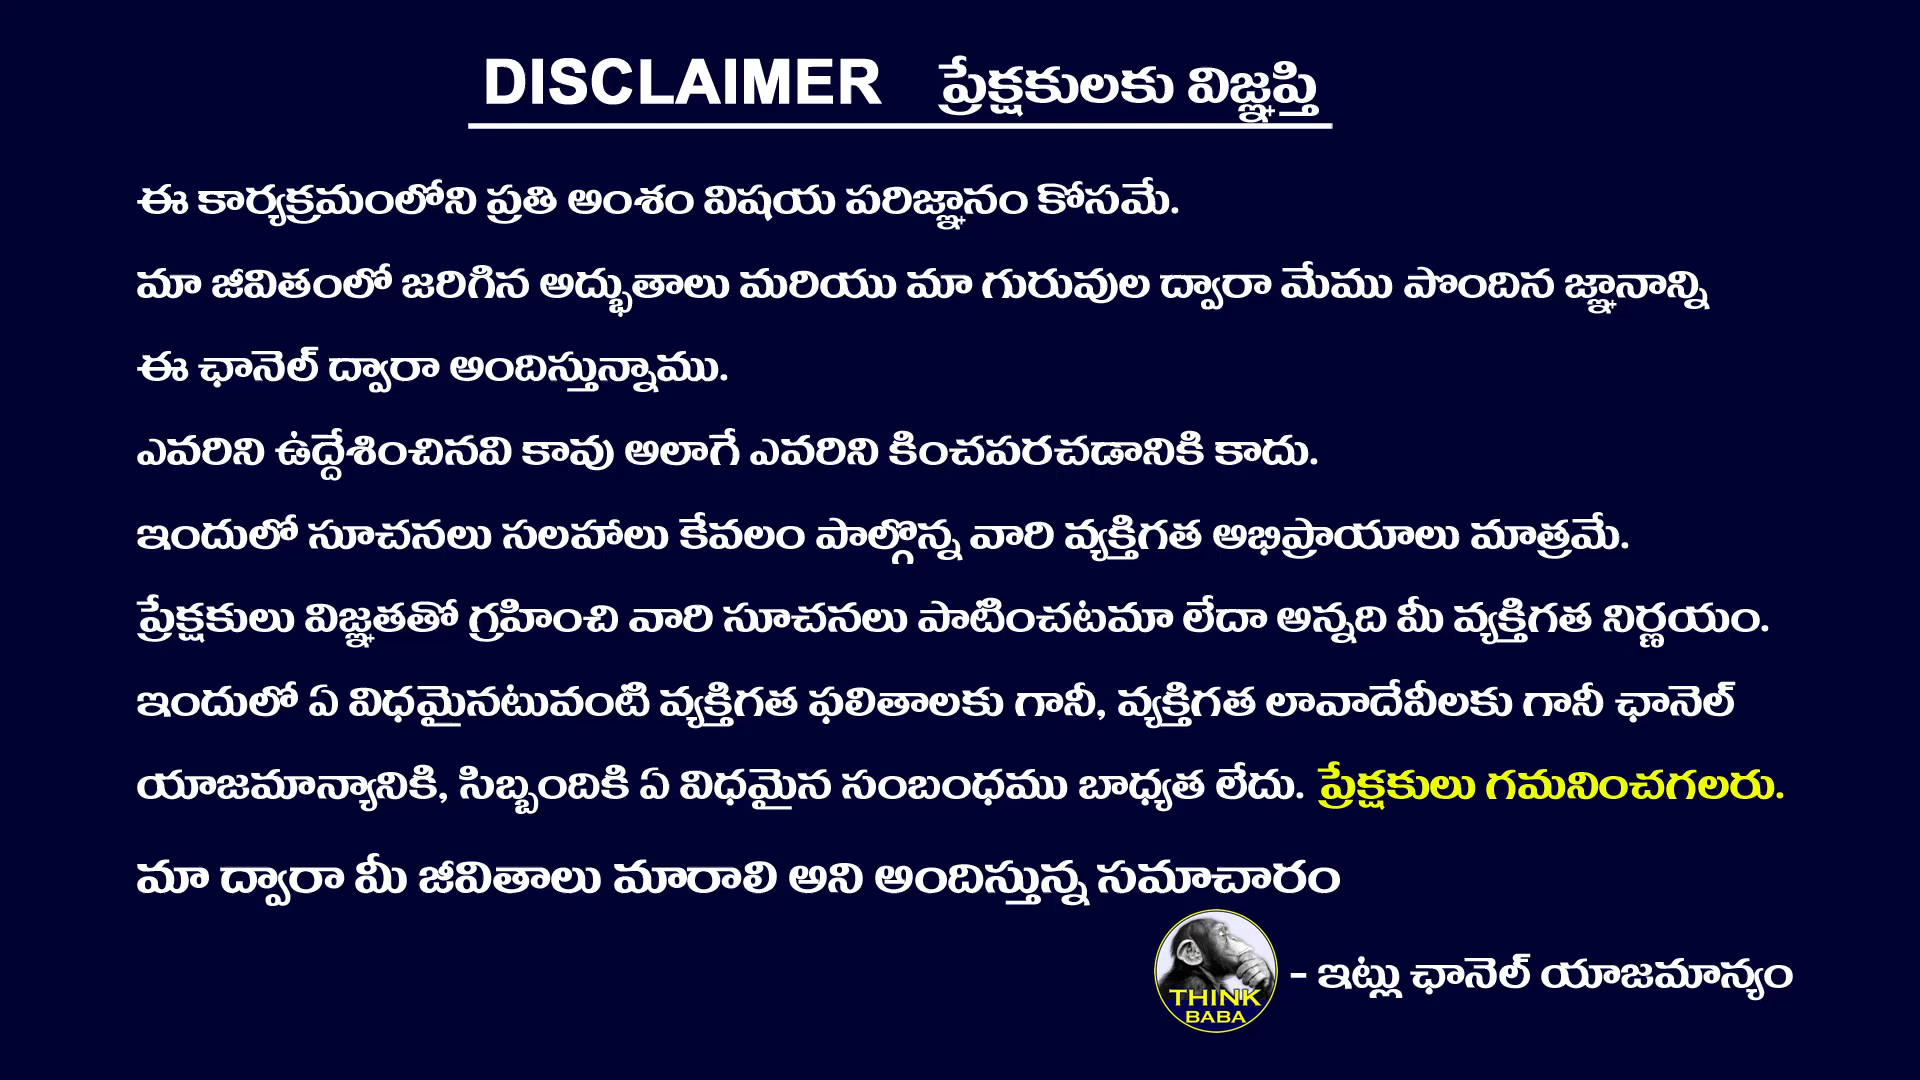 DISCLAIMER ప్రేక్షకులకు విజ్ఞప్తి
ఈ కార్యక్రమంలోని ప్రతి అంశం విషయ పరిజ్ఞానం కోసమే.
మా జీవితంలో జరిగిన అద్భుతాలు మరియు మా గురువుల ద్వారా మేము పొందిన జ్ఞానాన్ని
ఈ ఛానెల్ ద్వారా అందిస్తున్నాము.
ఎవరిని ఉద్దేశించినవి కావు అలాగే ఎవరిని కించపరచడానికి కాదు.
ఇందులో సూచనలు సలహాలు కేవలం పాల్గొన్న వారి వ్యక్తిగత అభిప్రాయాలు మాత్రమే.
ప్రేక్షకులు విజ్ఞతతో గ్రహించి వారి సూచనలు పాటించటమా లేదా అన్నది మీ వ్యక్తిగత నిర్ణయం.
ఇందులో ఏ విధమైనటువంటి వ్యక్తిగత ఫలితాలకు గానీ, వ్యక్తిగత లావాదేవీలకు గానీ ఛానెల్
యాజమాన్యానికి, సిబ్బందికి ఏ విధమైన సంబంధము బాధ్యత లేదు. ప్రేక్షకులు గమనించగలరు.
మా ద్వారా మీ జీవితాలు మారాలి అని అందిస్తున్న సమాచారం
THINK
BABA
- ఇట్లు ఛానెల్ యాజమాన్యం